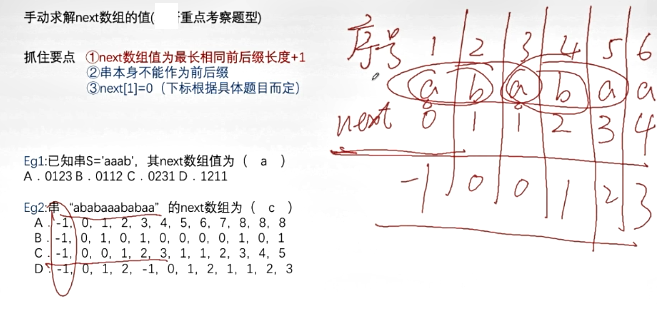 手动求解next数组的值( 重点考察题型)
抓住要点 ①next数组值为最长相同前后缀长度+1
②串本身不能作为前后缀
③next[1]=0（下标根据具体题目而定）
Eg1:已知串S='aaab'，其next数组值为（ a ）
A．0123 B．0112 C．0231 D．1211
Eg2:串 “ababaaababaa” 的next数组为（ c ）
A．-1, 0, 1, 2, 3, 4, 5, 6, 7, 8, 8, 8
B．-1, 0, 1, 0, 1, 0, 0, 0, 0, 1, 0, 1
C．-1, 0, 0, 1, 2, 3, 1, 1, 2, 3, 4, 5
D．-1, 0, 1, 2, -1, 0, 1, 2, 1, 1, 2, 3
序号 1 2 3 4 5 6
a b a b a a
next 0 1 1 2 3 4
-1 0 0 1 2 3